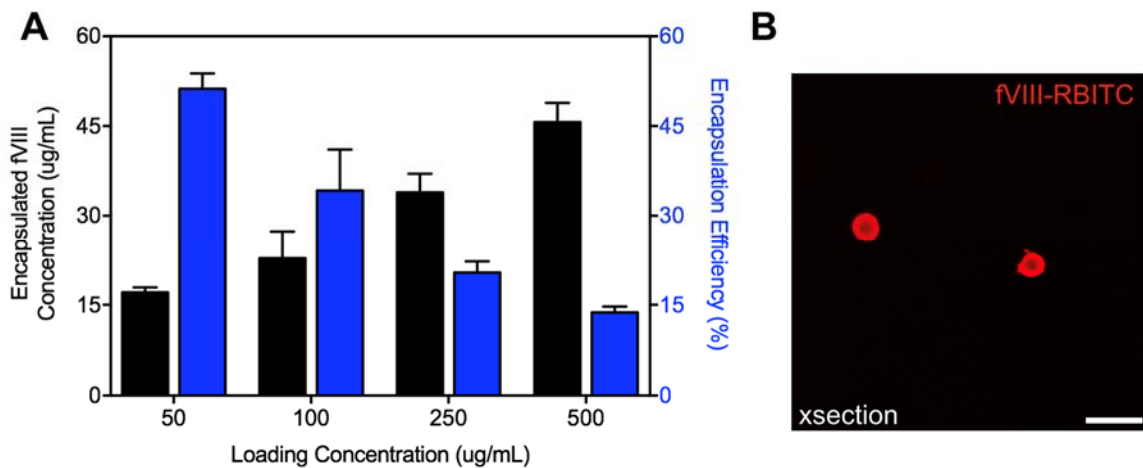 A
60
45
30
15
0
Encapsulated fVIII
Concentration (ug/mL)
60
45
30
15
0
Encapsulation Efficiency (%)
50 100 250 500
Loading Concentration (ug/mL)
B
fVIII-RBITC
xsection